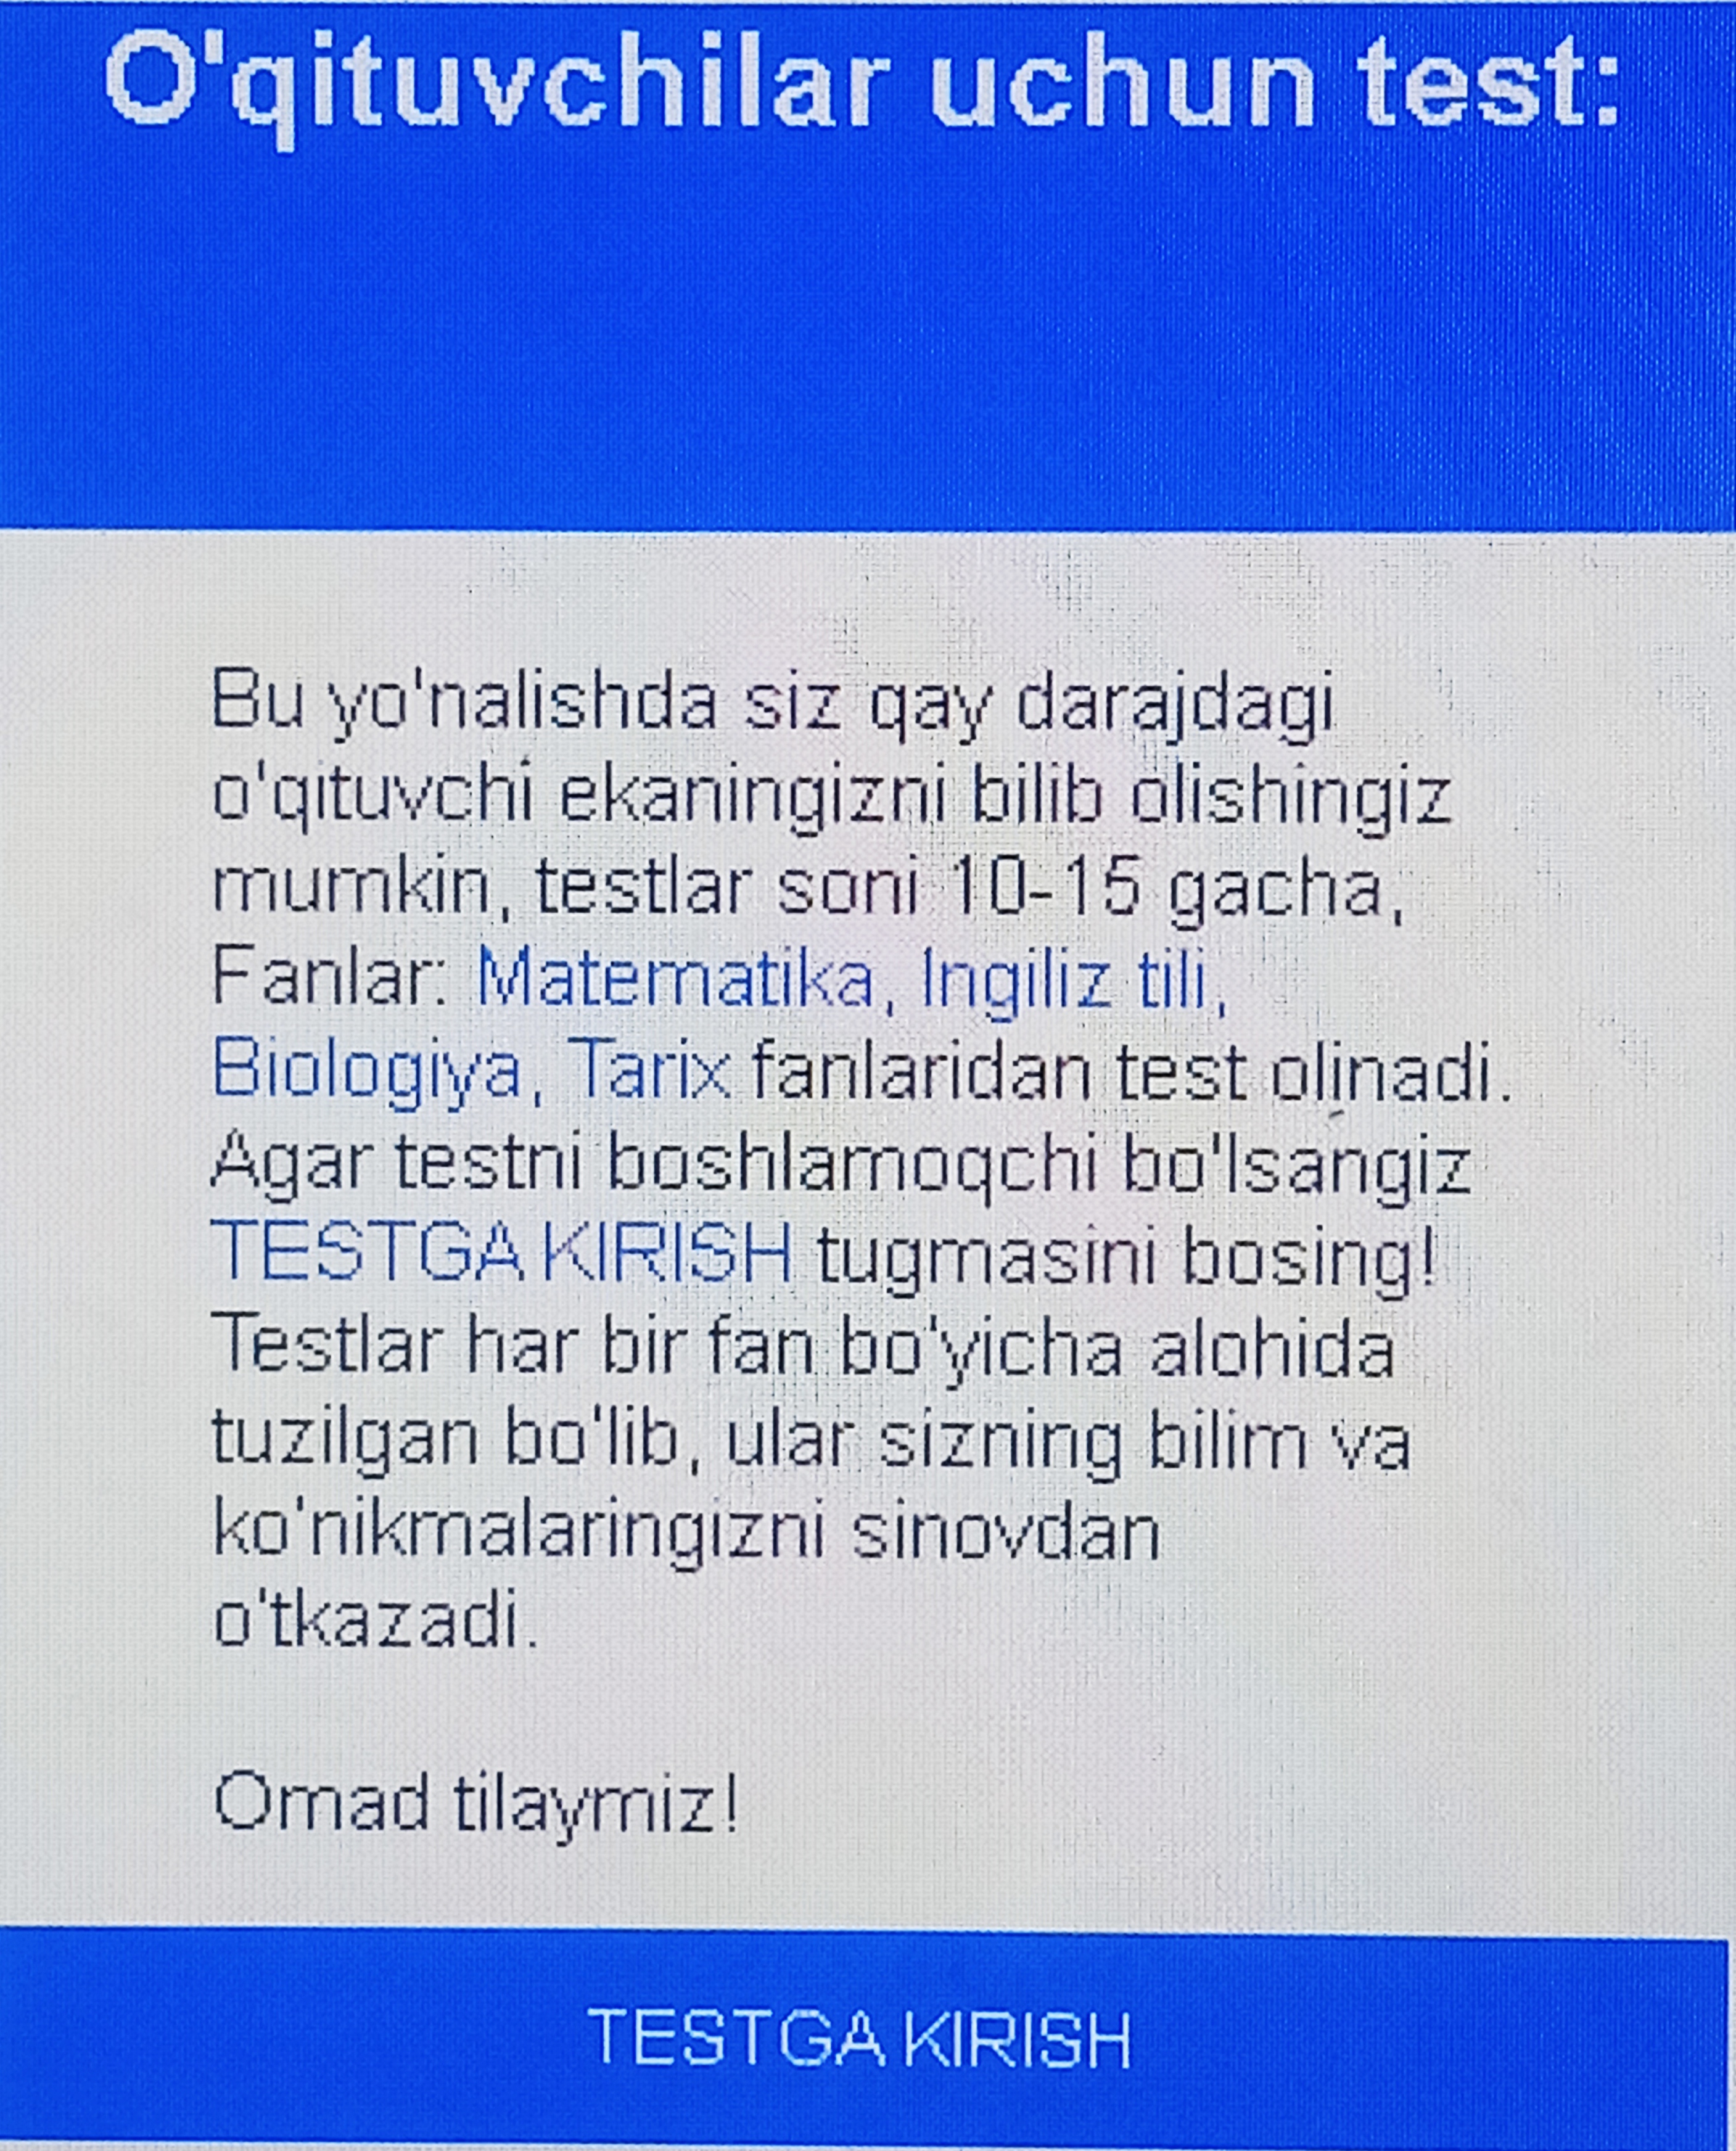 O'qituvchilar uchun test:
Bu yo'nalishda siz qay darajdagi
o'qituvchi ekaningizni bilib olishingiz
mumkin, testlar soni 10-15 gacha,
Fanlar: Matematika, Ingiliz tili,
Biologiya, Tarix fanlaridan test olinadi.
Agar testni boshlamoqchi bo'lsangiz
TESTGA KIRISH tugmasini bosing!
Testlar har bir fan bo'yicha alohida
tuzilgan bo'lib, ular sizning bilim va
ko'nikmalaringizni sinovdan
o'tkazadi.
Omad tilaymiz!
TESTGA KIRISH